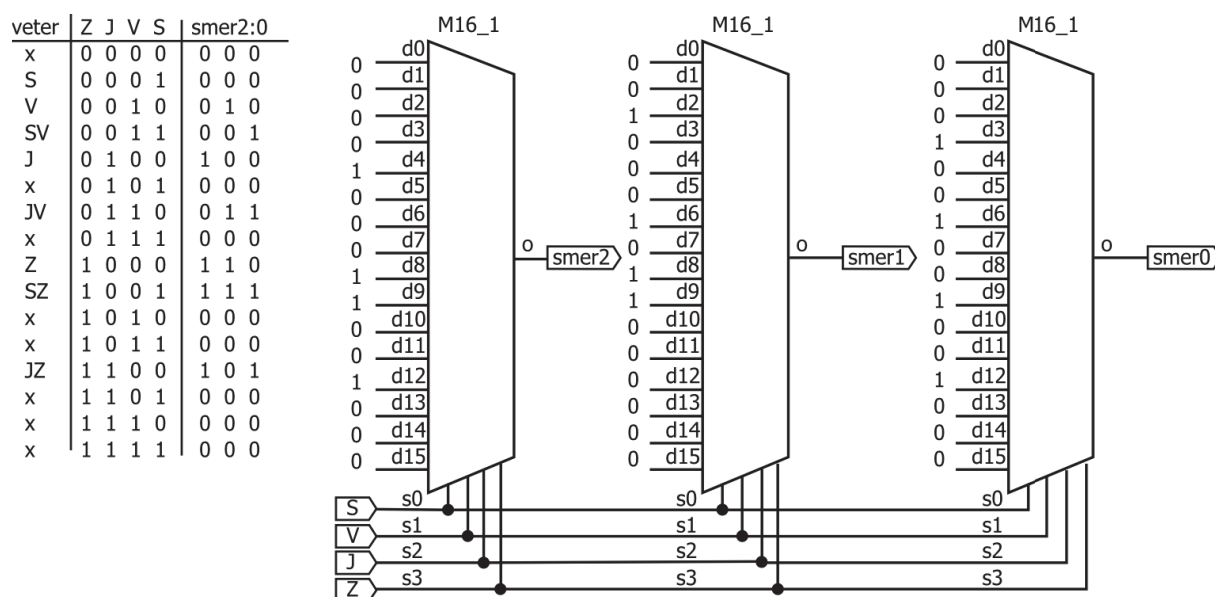 veter Z J V S smer2:0
x 0 0 0 0 0 0 0
S 0 0 0 1 0 0 0
V 0 0 1 0 0 1 0
SV 0 0 1 1 0 0 1
J 0 1 0 0 1 0 0
x 0 1 0 1 0 0 0
JV 0 1 1 0 0 1 1
x 0 1 1 1 0 0 0
Z 1 0 0 0 1 1 0
SZ 1 0 0 1 1 1 1
x 1 0 1 0 0 0 0
x 1 0 1 1 0 0 0
JZ 1 1 0 0 1 0 1
x 1 1 0 1 0 0 0
x 1 1 1 0 0 0 0
x 1 1 1 1 0 0 0
M16_1
0 d0
0 d1
0 d2
0 d3
1 d4
0 d5
0 d6
0 d7
1 d8
1 d9
0 d10
0 d11
1 d12
0 d13
0 d14
0 d15
o smer2
M16_1
0 d0
0 d1
1 d2
0 d3
0 d4
0 d5
1 d6
0 d7
1 d8
1 d9
0 d10
0 d11
0 d12
0 d13
0 d14
0 d15
o smer1
M16_1
0 d0
0 d1
0 d2
1 d3
0 d4
0 d5
1 d6
0 d7
0 d8
1 d9
0 d10
0 d11
1 d12
0 d13
0 d14
0 d15
o smer0
S s0 s0 s0
V s1 s1 s1
J s2 s2 s2
Z s3 s3 s3